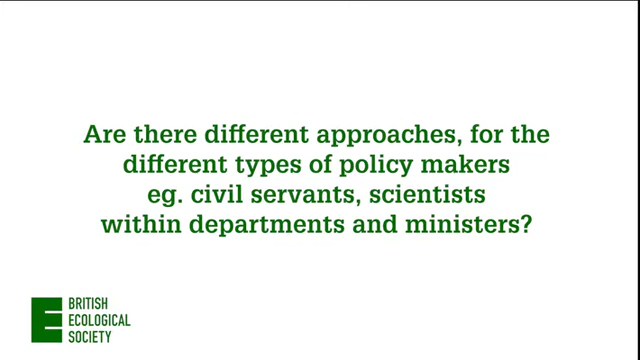 Are there different approaches, for the
different types of policy makers
eg. civil servants, scientists
within departments and ministers?
BRITISH
ECOLOGICAL
SOCIETY